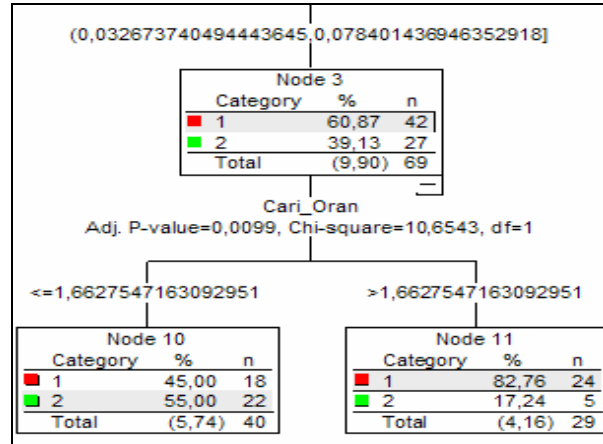 (0,032673740494443645,0,078401436946352918]
Node 3
Category % n
1 60,87 42
2 39,13 27
Total (9,90) 69
Cari_Oran
Adj. P-value=0,0099, Chi-square=10,6543, df=1
<=1,6627547163092951 >1,6627547163092951
Node 10 Node 11
Category % n Category % n
1 45,00 18 1 82,76 24
2 55,00 22 2 17,24 5
Total (5,74) 40 Total (4,16) 29